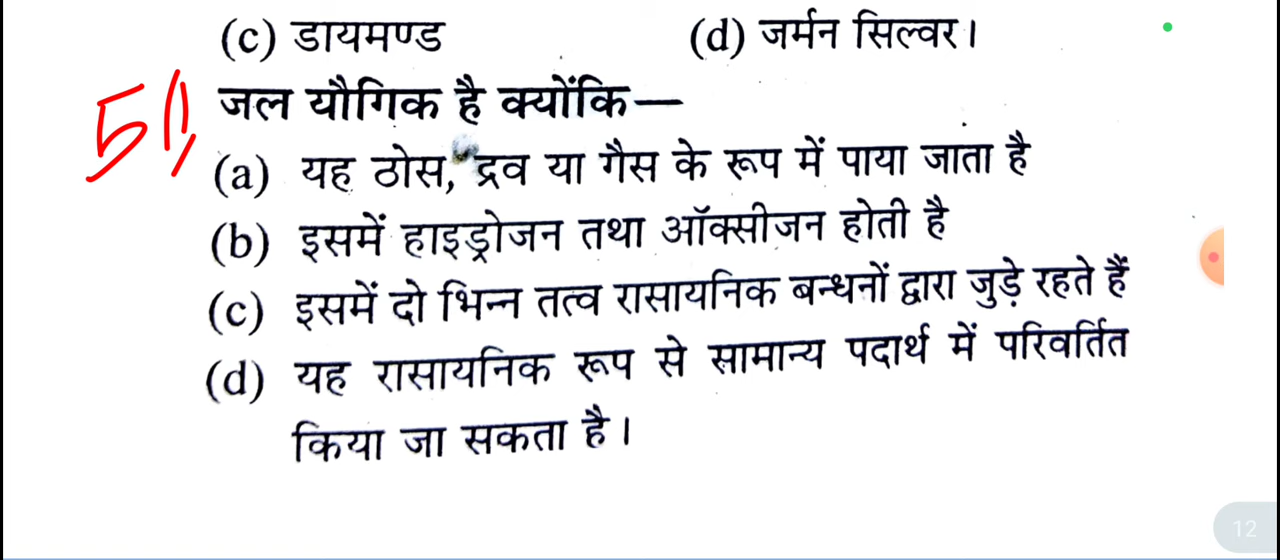 (c) डायमण्ड (d) जर्मन सिल्वर।
51, जल यौगिक है क्योंकि—
(a) यह ठोस, द्रव या गैस के रूप में पाया जाता है
(b) इसमें हाइड्रोजन तथा ऑक्सीजन होती है
(c) इसमें दो भिन्न तत्व रासायनिक बन्धनों द्वारा जुड़े रहते हैं
(d) यह रासायनिक रूप से सामान्य पदार्थ में परिवर्तित
किया जा सकता है।
12